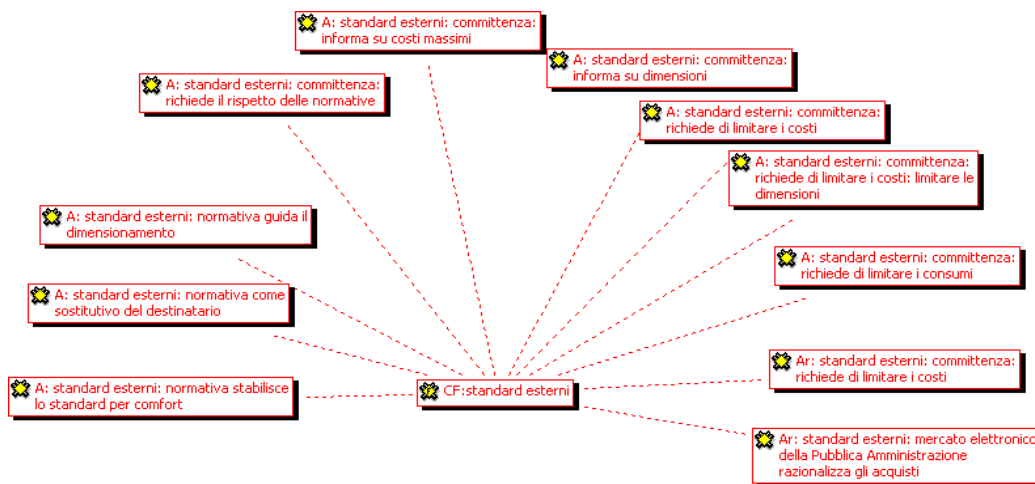 A: standard esterni: committenza:
informa su costi massimi
A: standard esterni: committenza:
informa su dimensioni
A: standard esterni: committenza:
richiede il rispetto delle normative
A: standard esterni: committenza:
richiede di limitare i costi
A: standard esterni: committenza:
richiede di limitare i costi: limitare le
dimensioni
A: standard esterni: normativa guida il
dimensionamento
A: standard esterni: committenza:
richiede di limitare i consumi
A: standard esterni: normativa come
sostitutivo del destinatario
Ar: standard esterni: committenza:
richiede di limitare i costi
A: standard esterni: normativa stabilisce
lo standard per comfort
CF:standard esterni
Ar: standard esterni: mercato elettronico
della Pubblica Amministrazione
razionalizza gli acquisti